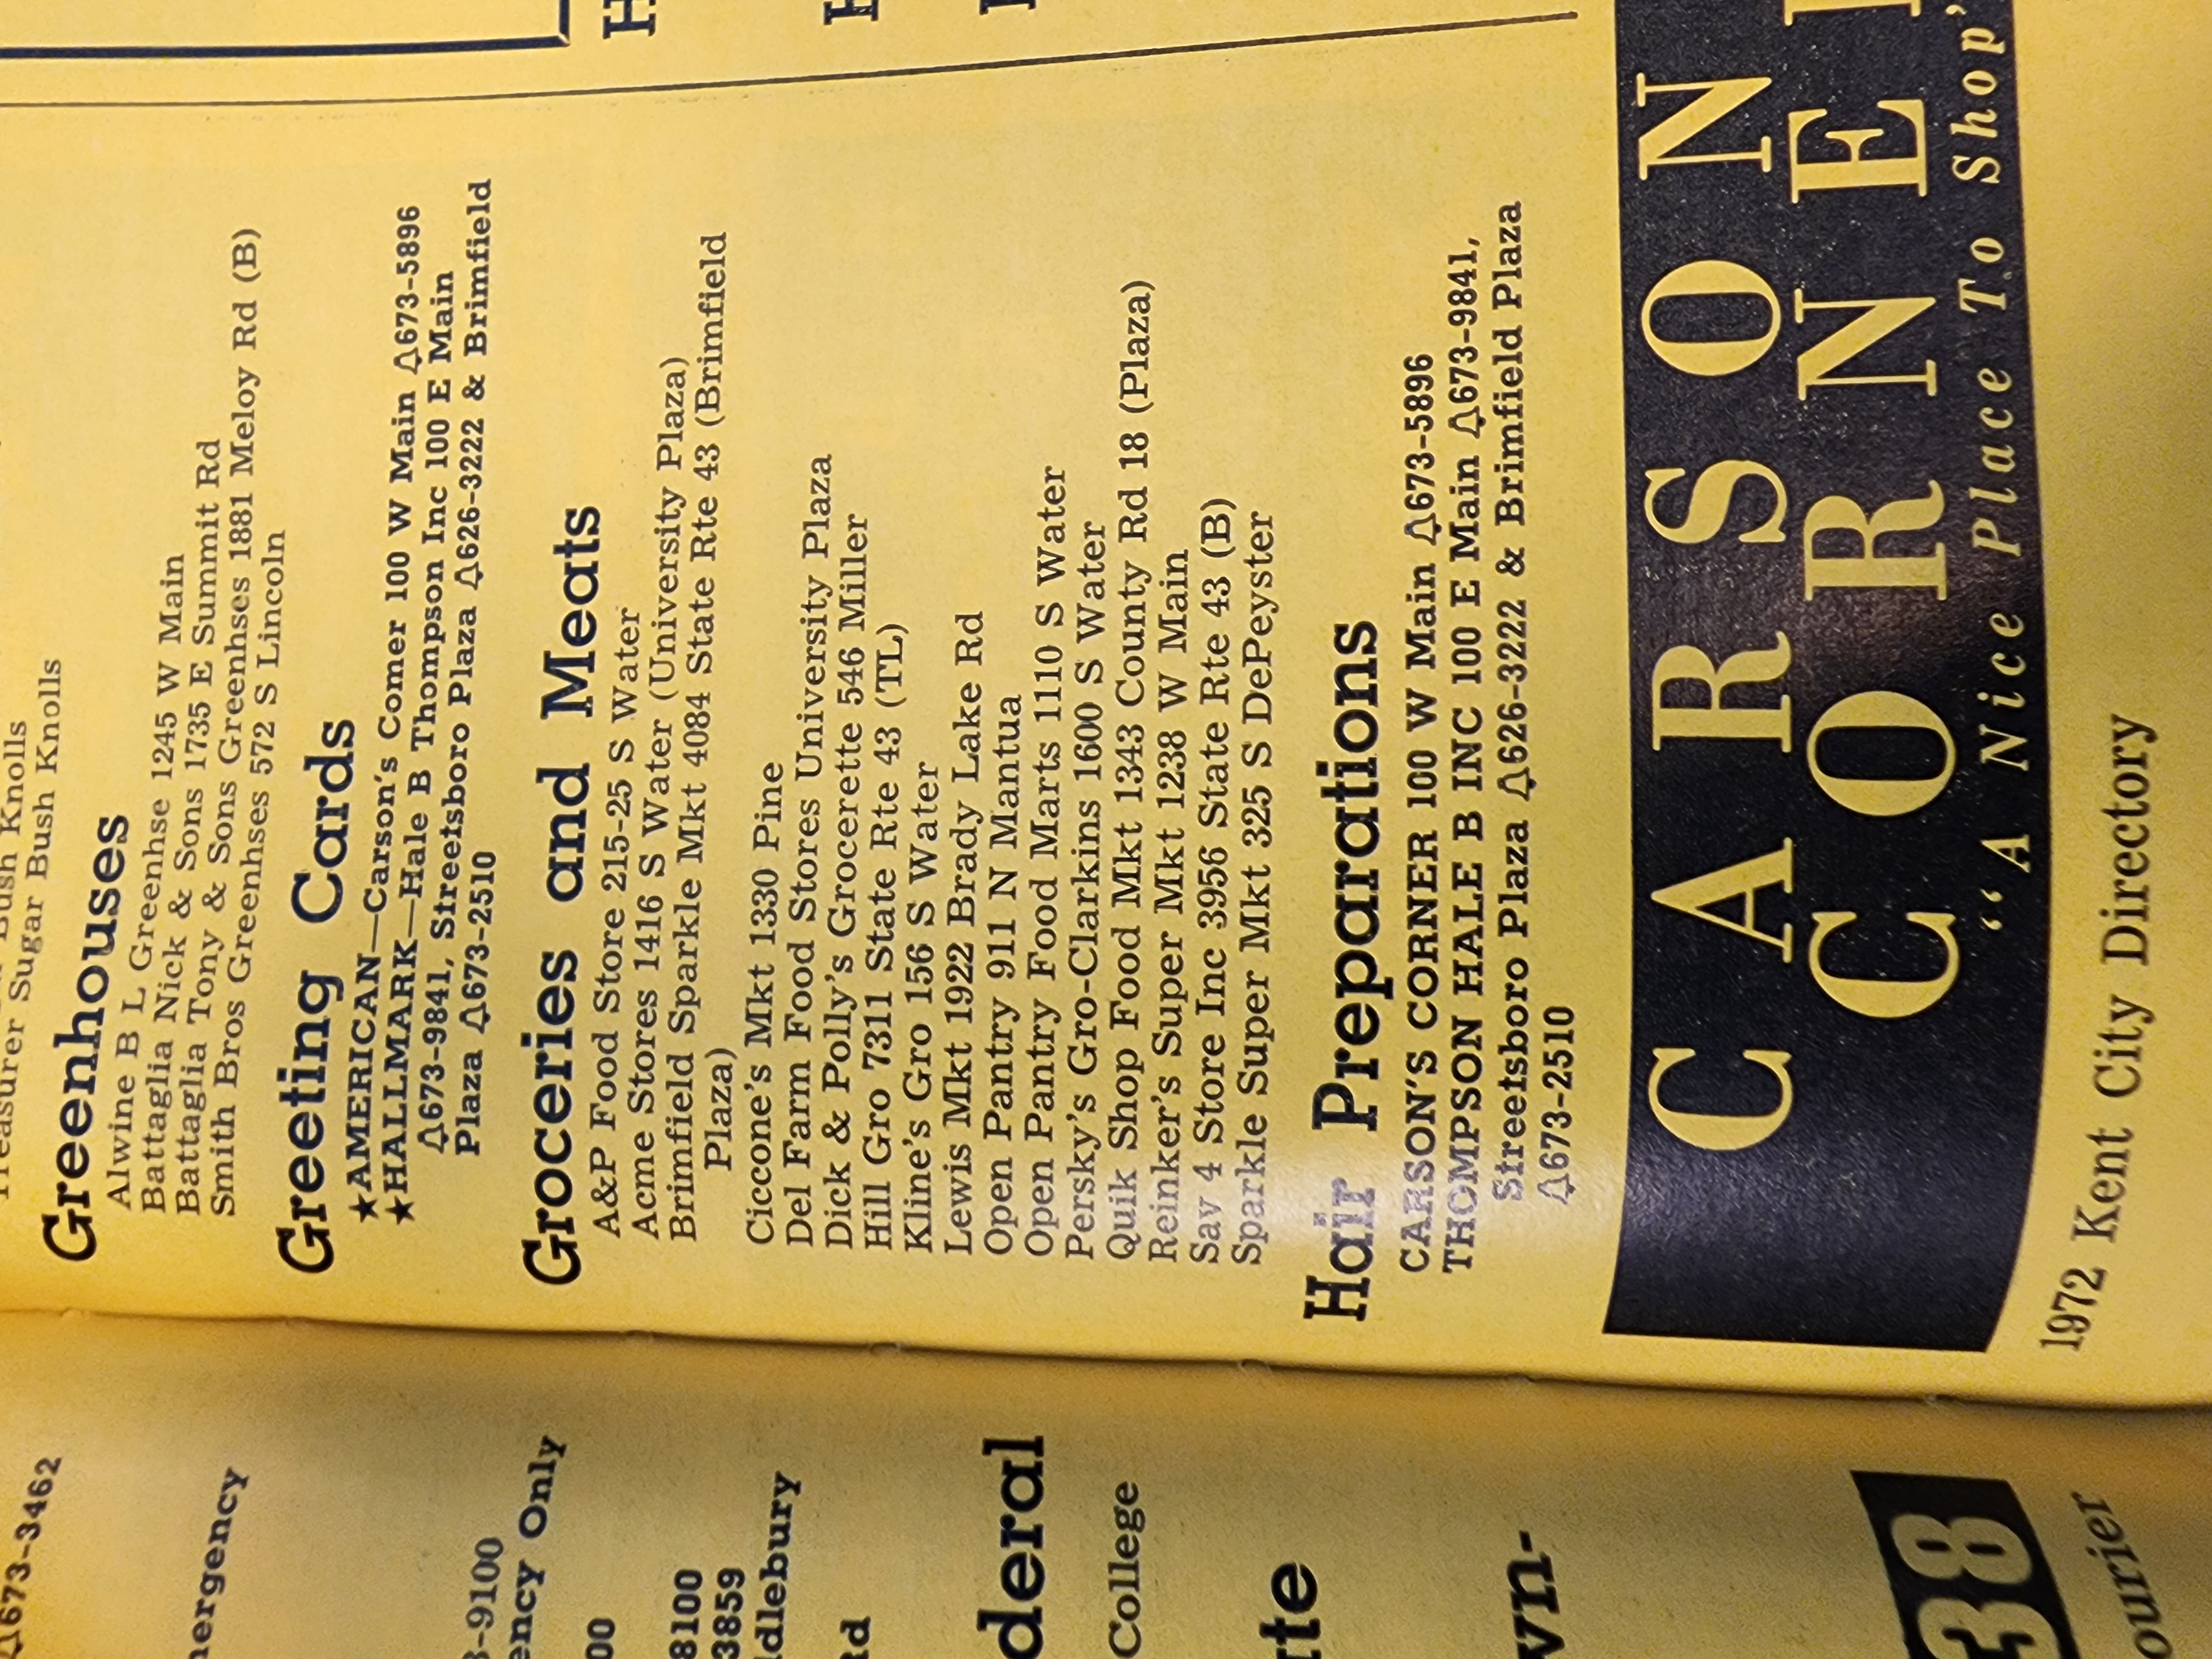 Treasurer Sugar Bush Knolls
Greenhouses
Alwine B L Greenhse 1245 W Main
Battaglia Nick & Sons 1735 E Summit Rd
Battaglia Tony & Sons Greenhses 1881 Meloy Rd (B)
Smith Bros Greenhses 572 S Lincoln
Greeting Cards
★AMERICAN—Carson's Corner 100 W Main 673-5896
★HALLMARK—Hale B Thompson Inc 100 E Main
673-9841, Streetsboro Plaza 626-3222 & Brimfield
Plaza 673-2510
Groceries and Meats
A&P Food Store 215-25 S Water
Acme Stores 1416 S Water (University Plaza)
Brimfield Sparkle Mkt 4084 State Rte 43 (Brimfield
Plaza)
Ciccone's Mkt 1330 Pine
Del Farm Food Stores University Plaza
Dick & Polly's Grocerette 546 Miller
Hill Gro 7311 State Rte 43 (TL)
Kline's Gro 156 S Water
Lewis Mkt 1922 Brady Lake Rd
Open Pantry 911 N Mantua
Open Pantry Food Marts 1110 S Water
Persky's Gro-Clarkins 1600 S Water
Quik Shop Food Mkt 1343 County Rd 18 (Plaza)
Reinker's Super Mkt 1238 W Main
Sav 4 Store Inc 3956 State Rte 43 (B)
Sparkle Super Mkt 325 S DePeyster
Hair Preparations
CARSON'S CORNER 100 W Main 673-5896
THOMPSON HALE B INC 100 E Main 673-9841,
Streetsboro Plaza 626-3222 & Brimfield Plaza
673-2510
CARSON
CORNE
"A Nice Place To Shop"
1972 Kent City Directory
673-3462
Only
8100
3859
College
38